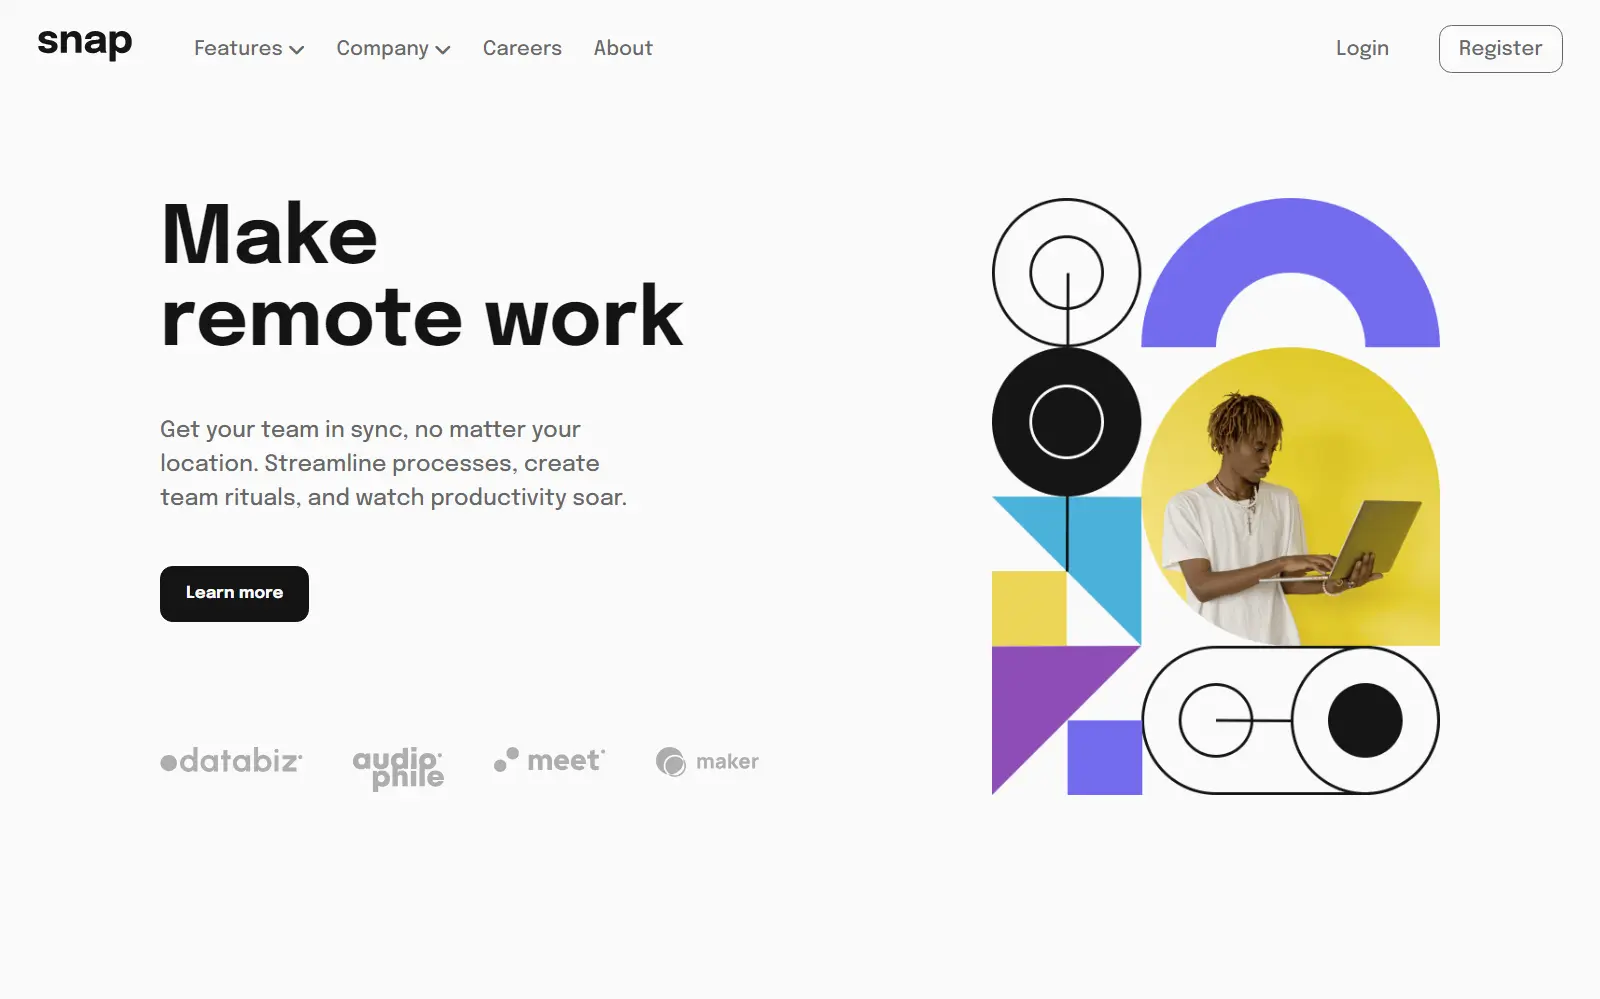 snap
Features
Company
Careers
About
Login
Register
Make
remote work
Get your team in sync, no matter your
location. Streamline processes, create
team rituals, and watch productivity soar.
Learn more
databiz
audiophile
meet
maker